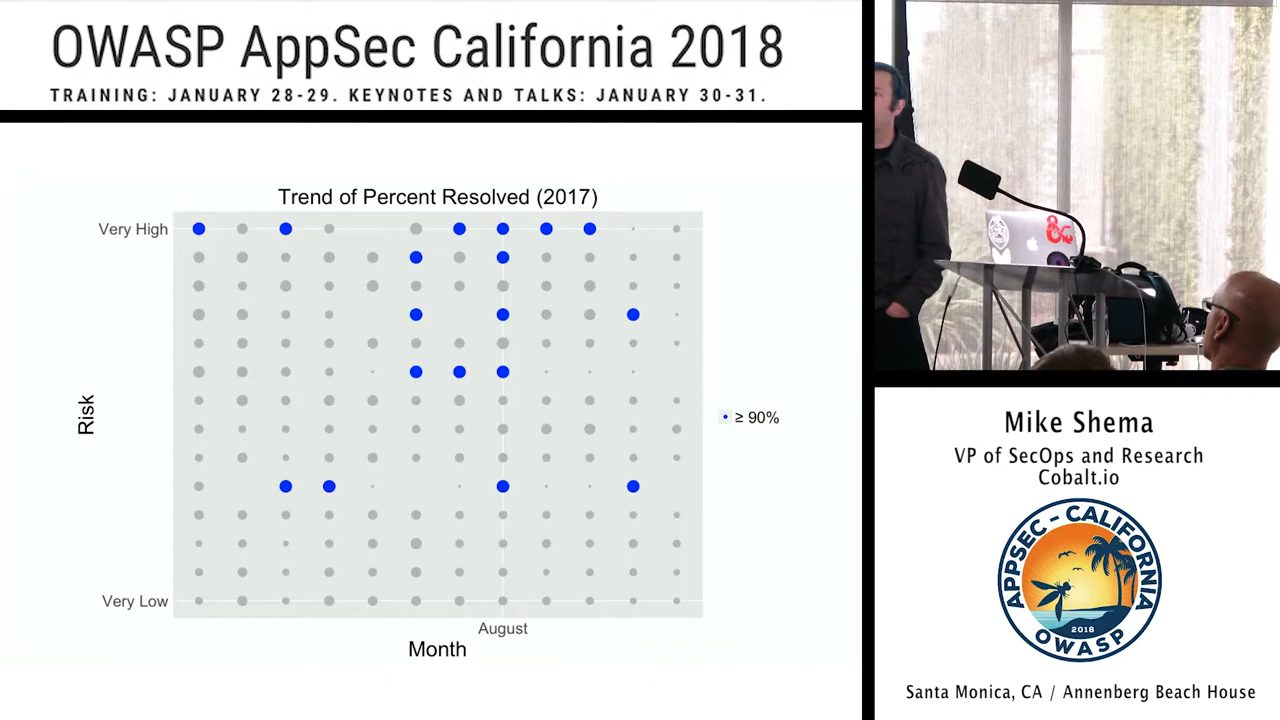 OWASP AppSec California 2018
TRAINING: JANUARY 28-29. KEYNOTES AND TALKS: JANUARY 30-31.
Trend of Percent Resolved (2017)
Very High
Risk
≥ 90%
Very Low
August
Month
Mike Shema
VP of SecOps and Research
Cobalt.io
APPSEC - CALIFORNIA
2018
OWASP
Santa Monica, CA / Annenberg Beach House